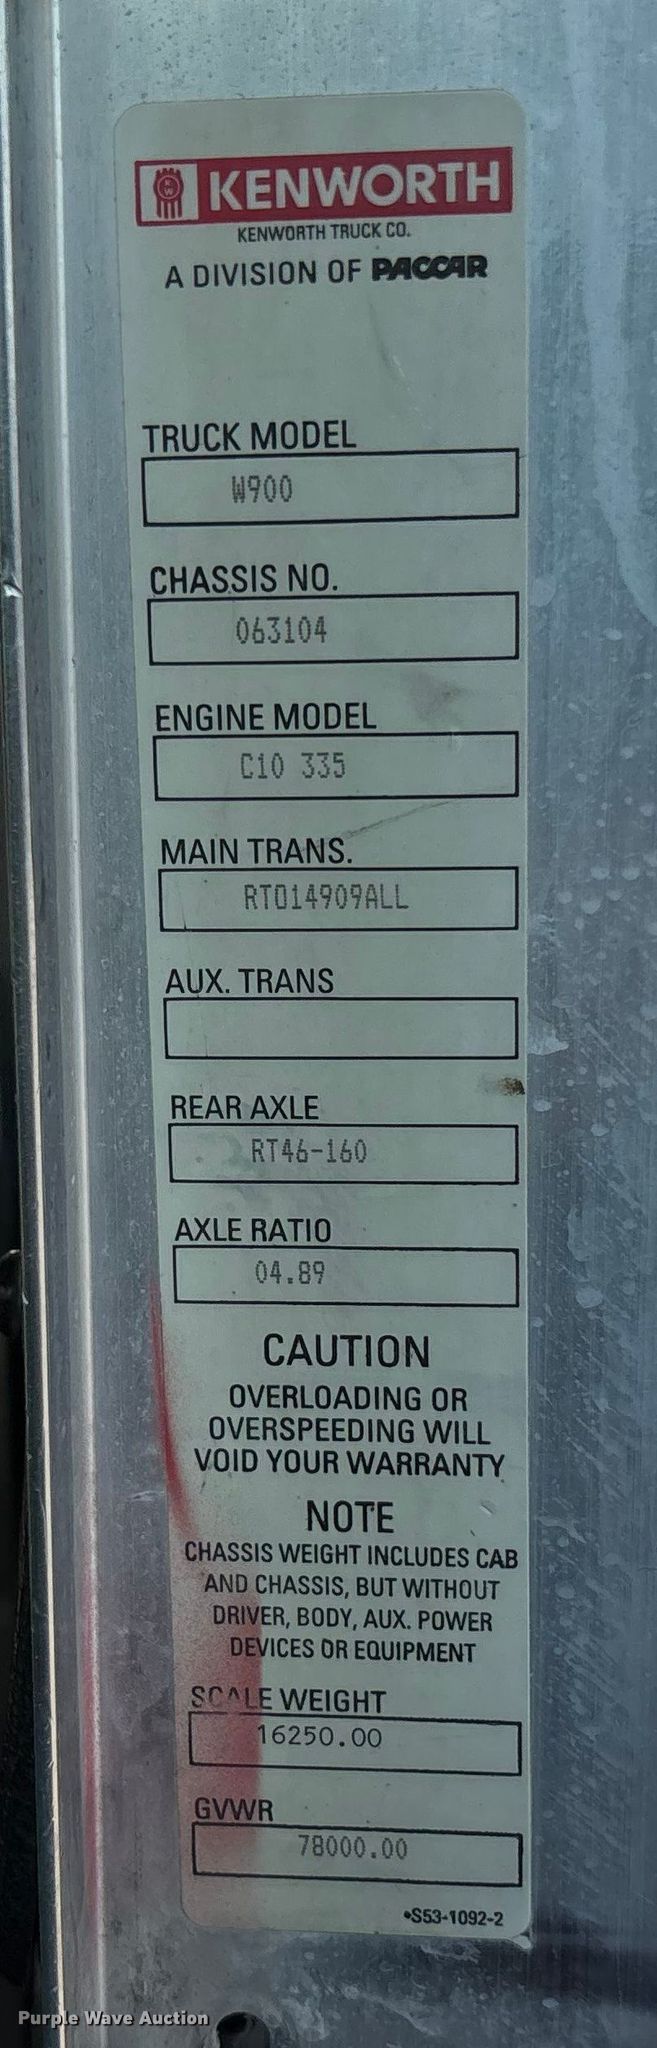 KW KENWORTH
KENWORTH TRUCK CO.
A DIVISION OF PACCAR
TRUCK MODEL
W900
CHASSIS NO.
063104
ENGINE MODEL
C10 335
MAIN TRANS.
RTO14909ALL
AUX. TRANS
REAR AXLE
RT46-160
AXLE RATIO
04.89
CAUTION
OVERLOADING OR
OVERSPEEDING WILL
VOID YOUR WARRANTY
NOTE
CHASSIS WEIGHT INCLUDES CAB
AND CHASSIS, BUT WITHOUT
DRIVER, BODY, AUX. POWER
DEVICES OR EQUIPMENT
SCALE WEIGHT
16250.00
GVWR
78000.00
•S53-1092-2
Purple Wave Auction